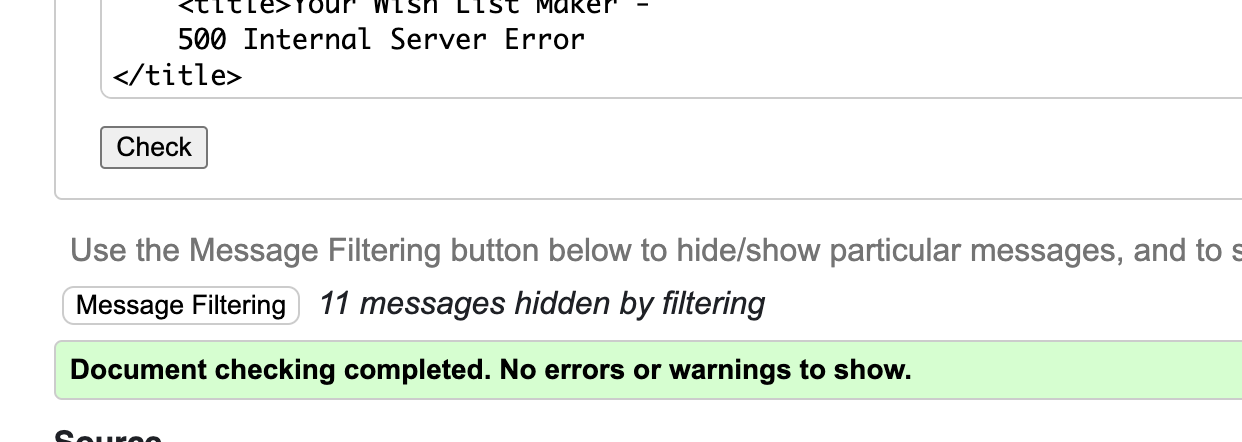 <title>Your Wish List Maker -
500 Internal Server Error
</title>
Check
Use the Message Filtering button below to hide/show particular messages, and to
Message Filtering 11 messages hidden by filtering
Document checking completed. No errors or warnings to show.
Source